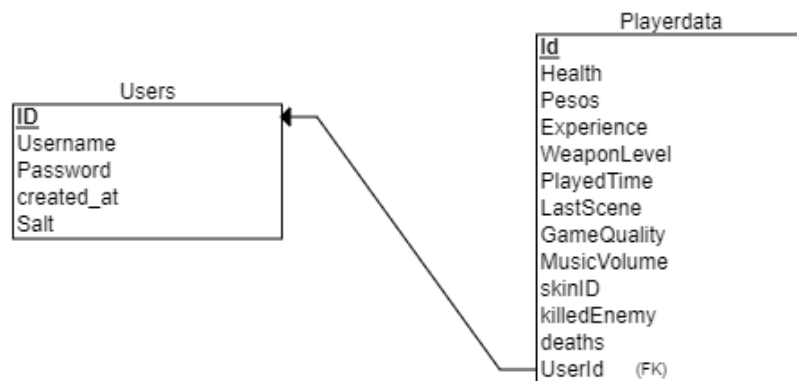 Users
ID
Username
Password
created_at
Salt
Playerdata
Id
Health
Pesos
Experience
WeaponLevel
PlayedTime
LastScene
GameQuality
MusicVolume
skinID
killedEnemy
deaths
UserId (FK)